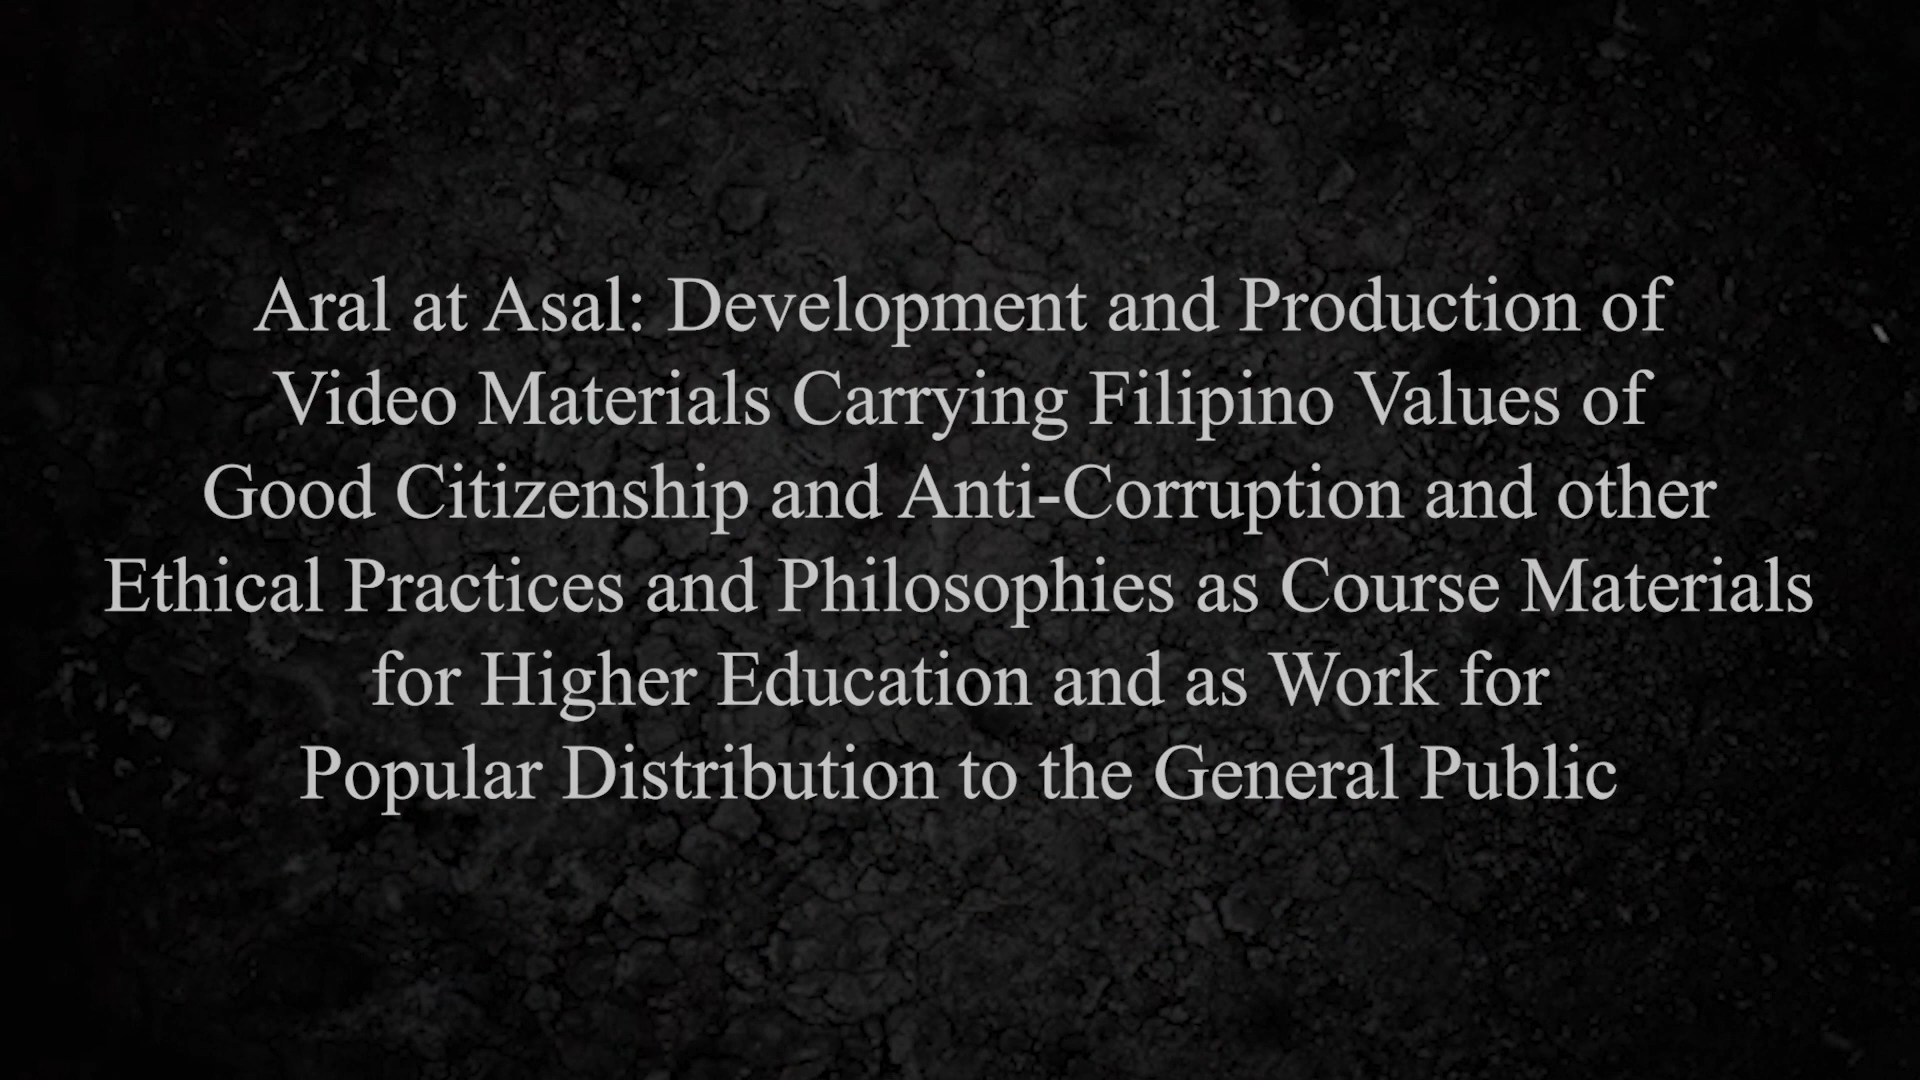 Aral at Asal: Development and Production of
Video Materials Carrying Filipino Values of
Good Citizenship and Anti-Corruption and other
Ethical Practices and Philosophies as Course Materials
for Higher Education and as Work for
Popular Distribution to the General Public